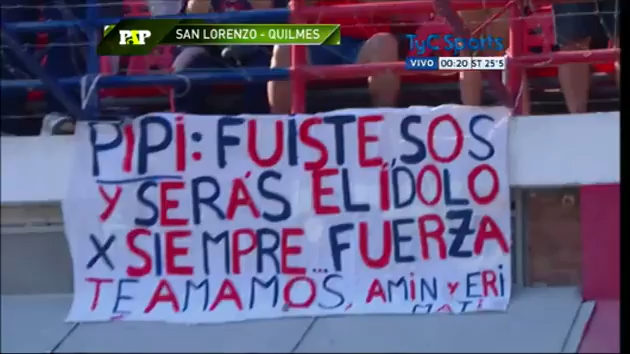 PAP SAN LORENZO - QUILMES
TyC Sports
VIVO 00:20 ST 25'5
PIPI: FUISTE, SOS
Y SERÁS EL ÍDOLO
X SIEMPRE... FUERZA
TE AMAMOS, AMIN Y ERI
MATI